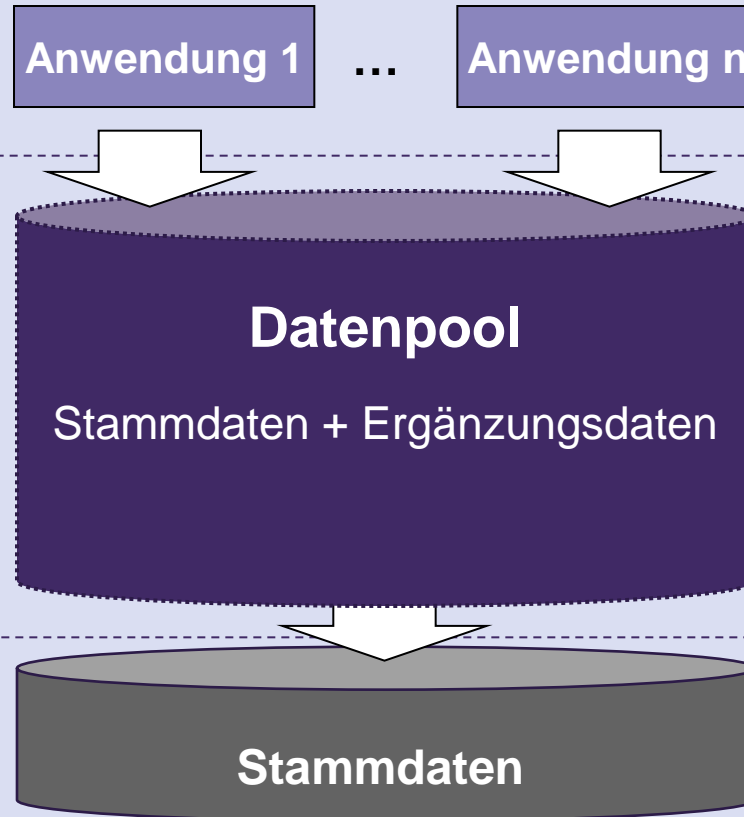 Anwendung 1 ... Anwendung n
Datenpool
Stammdaten + Ergänzungsdaten
Stammdaten